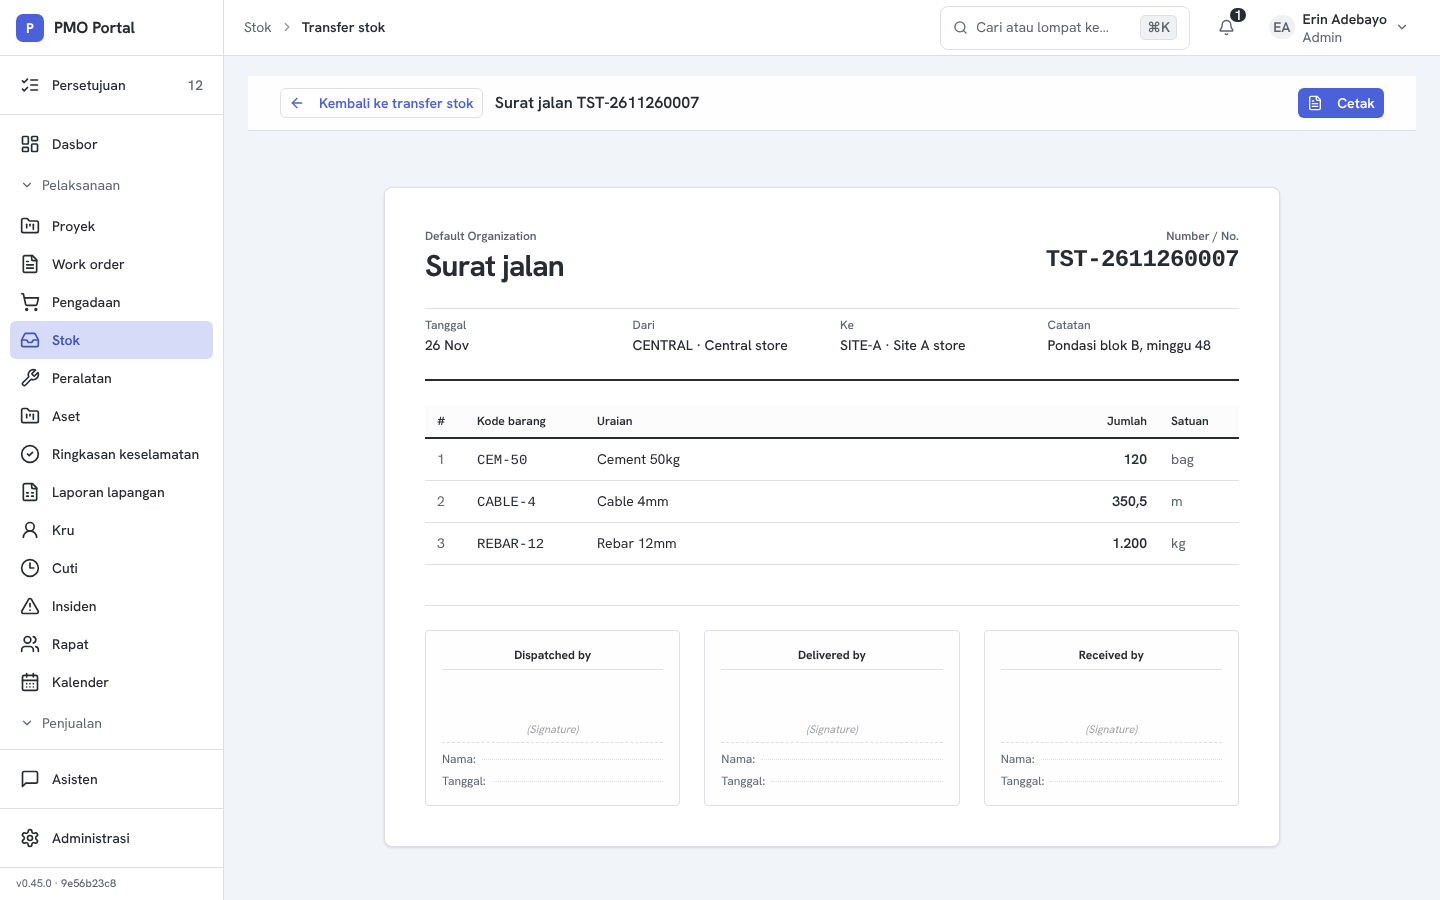 P PMO Portal
Stok > Transfer stok
Cari atau lompat ke... ⌘K
1
EA Erin Adebayo
Admin
Persetujuan 12
Dasbor
Pelaksanaan
Proyek
Work order
Pengadaan
Stok
Peralatan
Aset
Ringkasan keselamatan
Laporan lapangan
Kru
Cuti
Insiden
Rapat
Kalender
Penjualan
Asisten
Administrasi
v0.45.0 · 9e56b23c8
Kembali ke transfer stok Surat jalan TST-2611260007 Cetak
Default Organization Number / No.
Surat jalan TST-2611260007
Tanggal Dari Ke Catatan
26 Nov CENTRAL · Central store SITE-A · Site A store Pondasi blok B, minggu 48
# Kode barang Uraian Jumlah Satuan
1 CEM-50 Cement 50kg 120 bag
2 CABLE-4 Cable 4mm 350,5 m
3 REBAR-12 Rebar 12mm 1.200 kg
Dispatched by Delivered by Received by
(Signature) (Signature) (Signature)
Nama: Nama: Nama:
Tanggal: Tanggal: Tanggal: